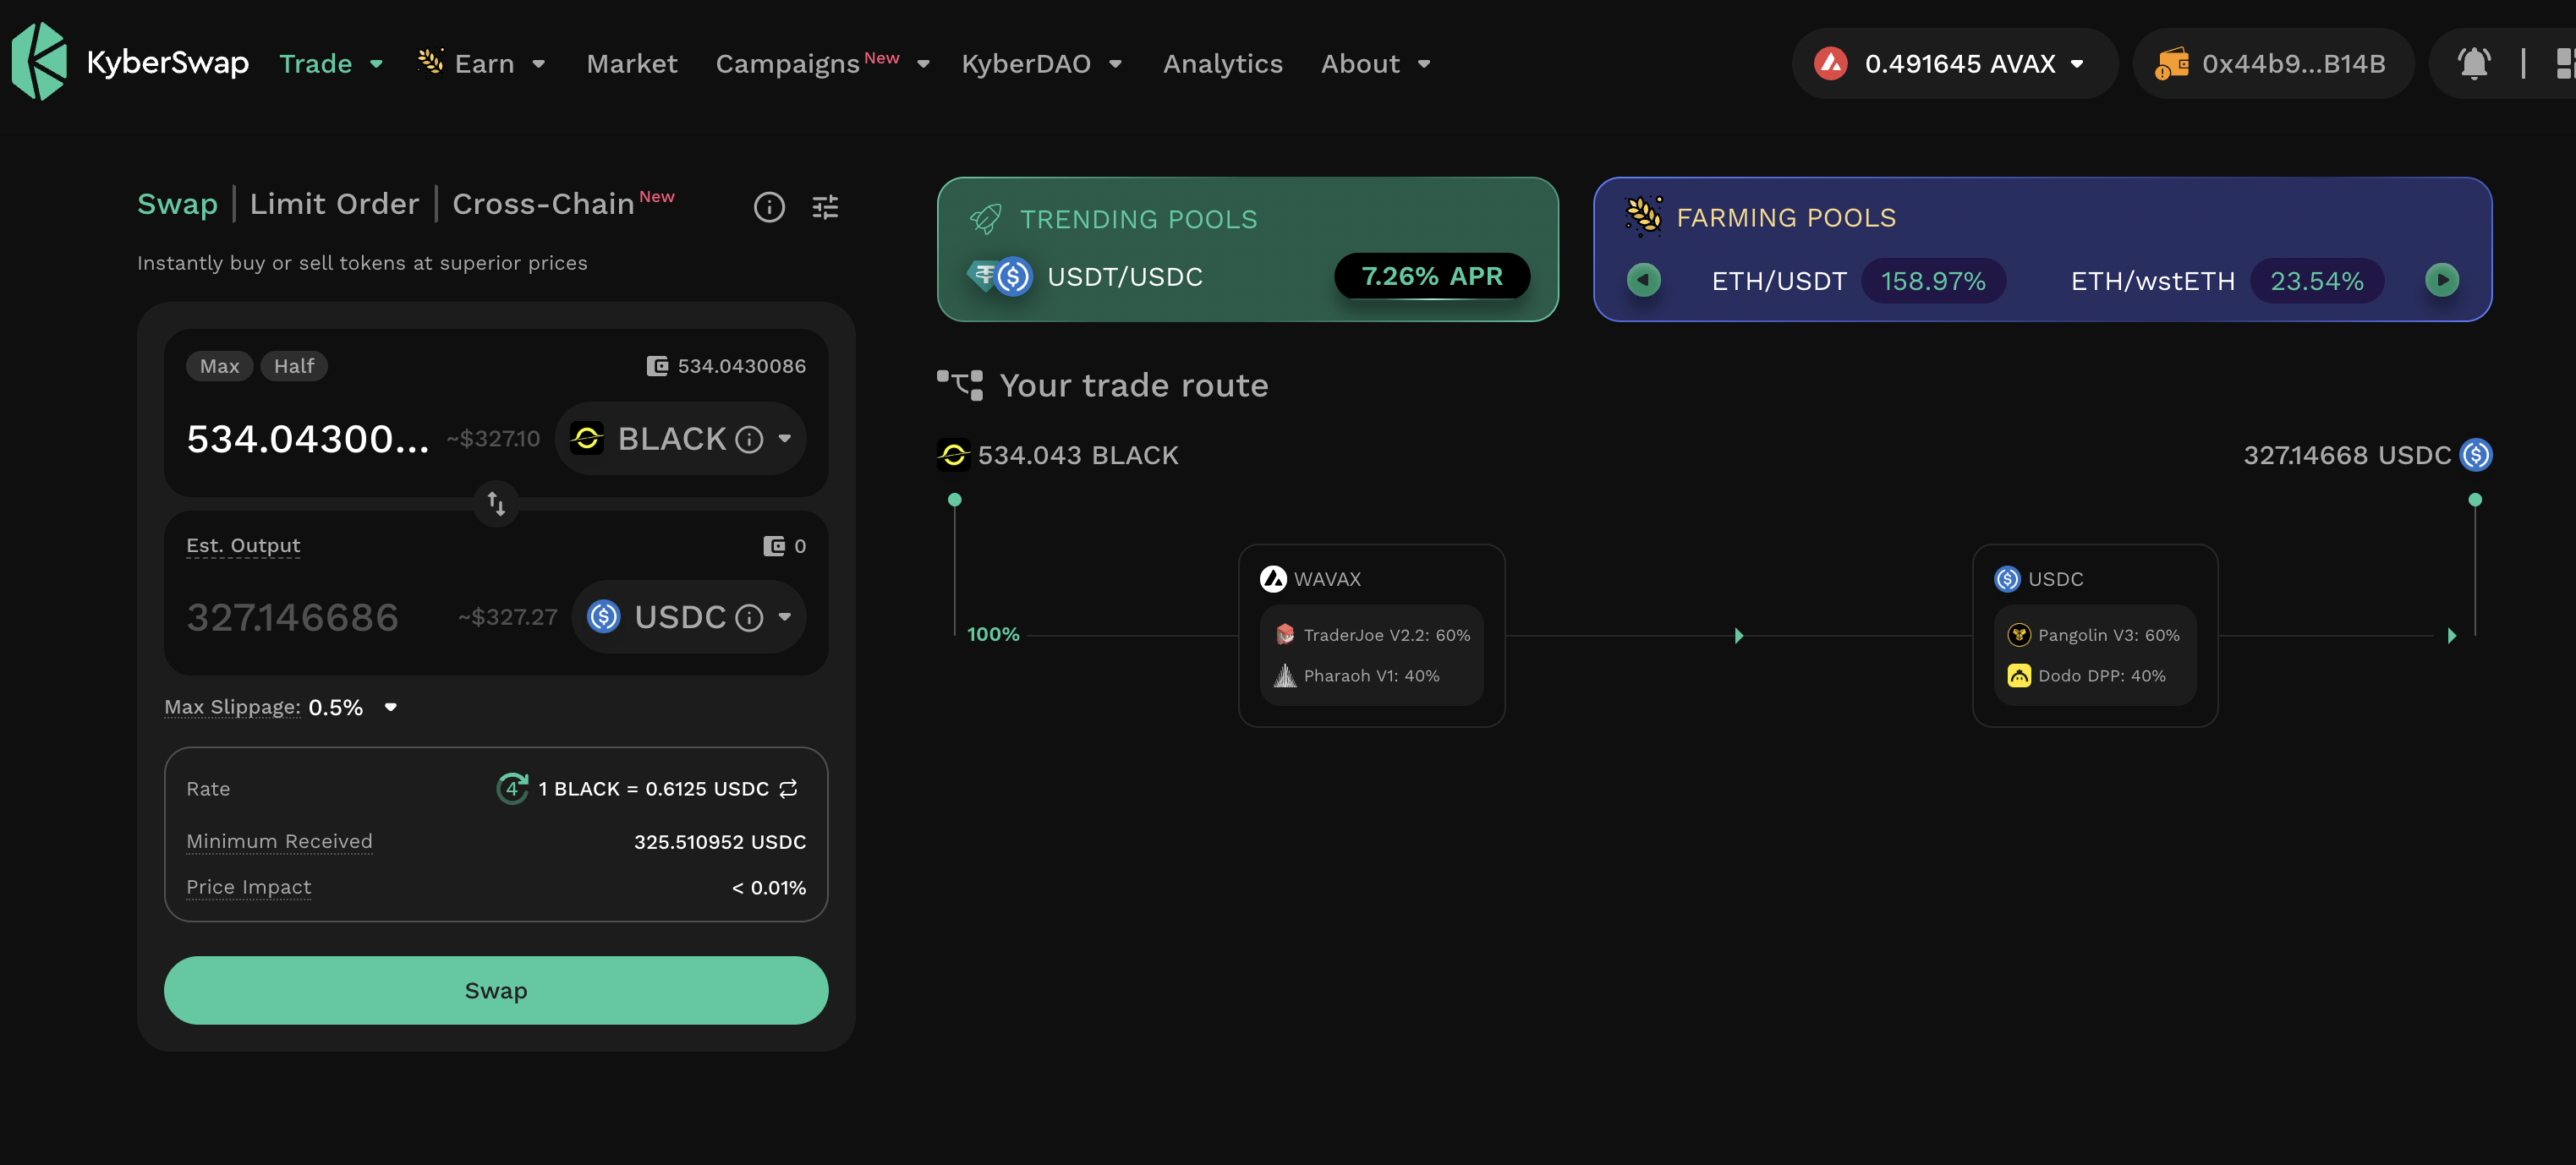 KyberSwap Trade Earn Market Campaigns New KyberDAO Analytics About 0.491645 AVAX 0x44b9...B14B
Swap | Limit Order | Cross-Chain New
Instantly buy or sell tokens at superior prices
Max Half 534.0430086
534.04300... ~$327.10 BLACK
Est. Output 0
327.146686 ~$327.27 USDC
Max Slippage: 0.5%
Rate 4 1 BLACK = 0.6125 USDC
Minimum Received 325.510952 USDC
Price Impact < 0.01%
Swap
TRENDING POOLS
USDT/USDC 7.26% APR
FARMING POOLS
ETH/USDT 158.97% ETH/wstETH 23.54%
Your trade route
534.043 BLACK 327.14668 USDC
100%
WAVAX
TraderJoe V2.2: 60%
Pharaoh V1: 40%
USDC
Pangolin V3: 60%
Dodo DPP: 40%